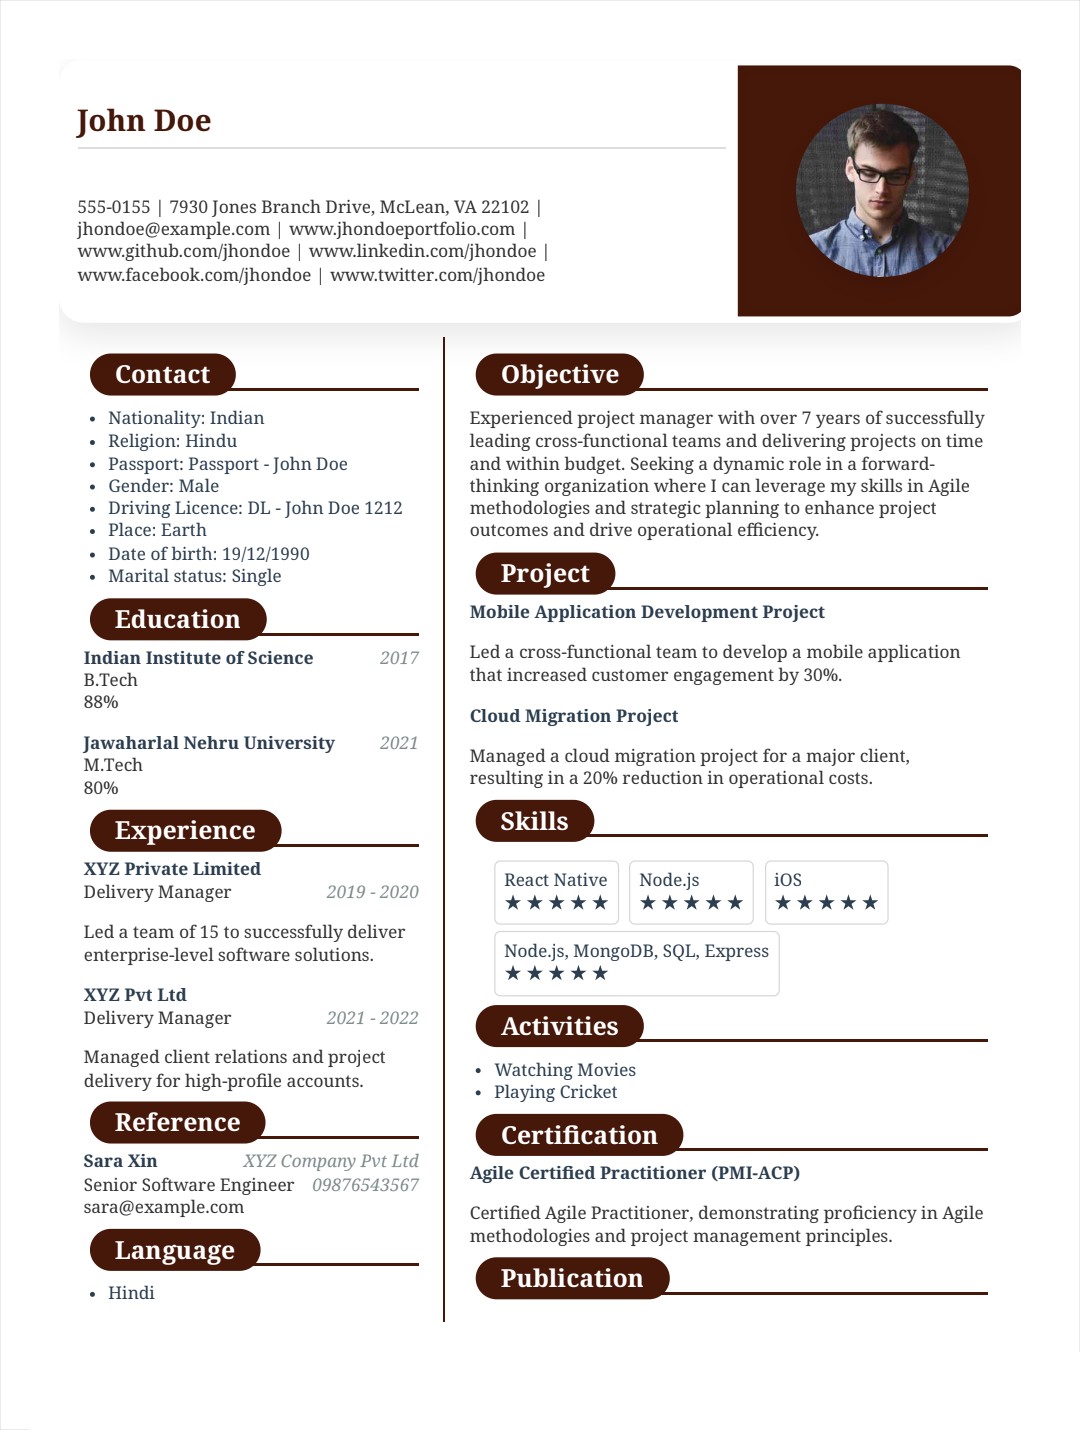 John Doe
555-0155 | 7930 Jones Branch Drive, McLean, VA 22102 |
jhondoe@example.com | www.jhondoeportfolio.com |
www.github.com/jhondoe | www.linkedin.com/jhondoe |
www.facebook.com/jhondoe | www.twitter.com/jhondoe
Contact
• Nationality: Indian
• Religion: Hindu
• Passport: Passport - John Doe
• Gender: Male
• Driving Licence: DL - John Doe 1212
• Place: Earth
• Date of birth: 19/12/1990
• Marital status: Single
Education
Indian Institute of Science 2017
B.Tech
88%
Jawaharlal Nehru University 2021
M.Tech
80%
Experience
XYZ Private Limited
Delivery Manager 2019 - 2020
Led a team of 15 to successfully deliver
enterprise-level software solutions.
XYZ Pvt Ltd
Delivery Manager 2021 - 2022
Managed client relations and project
delivery for high-profile accounts.
Reference
Sara Xin XYZ Company Pvt Ltd
Senior Software Engineer 09876543567
sara@example.com
Language
• Hindi
Objective
Experienced project manager with over 7 years of successfully
leading cross-functional teams and delivering projects on time
and within budget. Seeking a dynamic role in a forward-
thinking organization where I can leverage my skills in Agile
methodologies and strategic planning to enhance project
outcomes and drive operational efficiency.
Project
Mobile Application Development Project
Led a cross-functional team to develop a mobile application
that increased customer engagement by 30%.
Cloud Migration Project
Managed a cloud migration project for a major client,
resulting in a 20% reduction in operational costs.
Skills
React Native Node.js iOS
★★★★★ ★★★★★ ★★★★★
Node.js, MongoDB, SQL, Express
★★★★★
Activities
• Watching Movies
• Playing Cricket
Certification
Agile Certified Practitioner (PMI-ACP)
Certified Agile Practitioner, demonstrating proficiency in Agile
methodologies and project management principles.
Publication